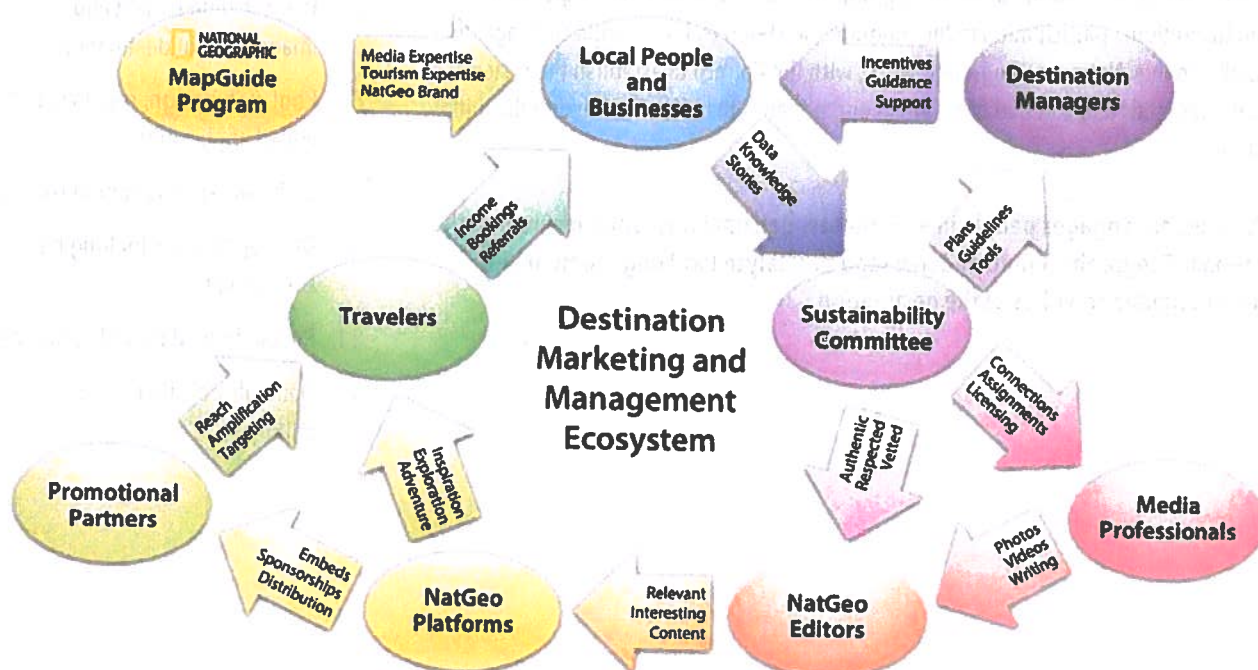 NATIONAL
GEOGRAPHIC
MapGuide
Program
Media Expertise
Tourism Expertise
NatGeo Brand
Local People
and
Businesses
Incentives
Guidance
Support
Destination
Managers
Data
Knowledge
Stories
Plans
Guidelines
Tools
Income
Bookings
Referrals
Travelers
Destination
Marketing and
Management
Ecosystem
Sustainability
Committee
Connections
Assignments
Licensing
Authentic
Respected
Vetted
Reach
Amplification
Targeting
Inspiration
Exploration
Adventure
Promotional
Partners
Media
Professionals
Photos
Videos
Writing
Embeds
Sponsorships
Distribution
NatGeo
Platforms
Relevant
Interesting
Content
NatGeo
Editors